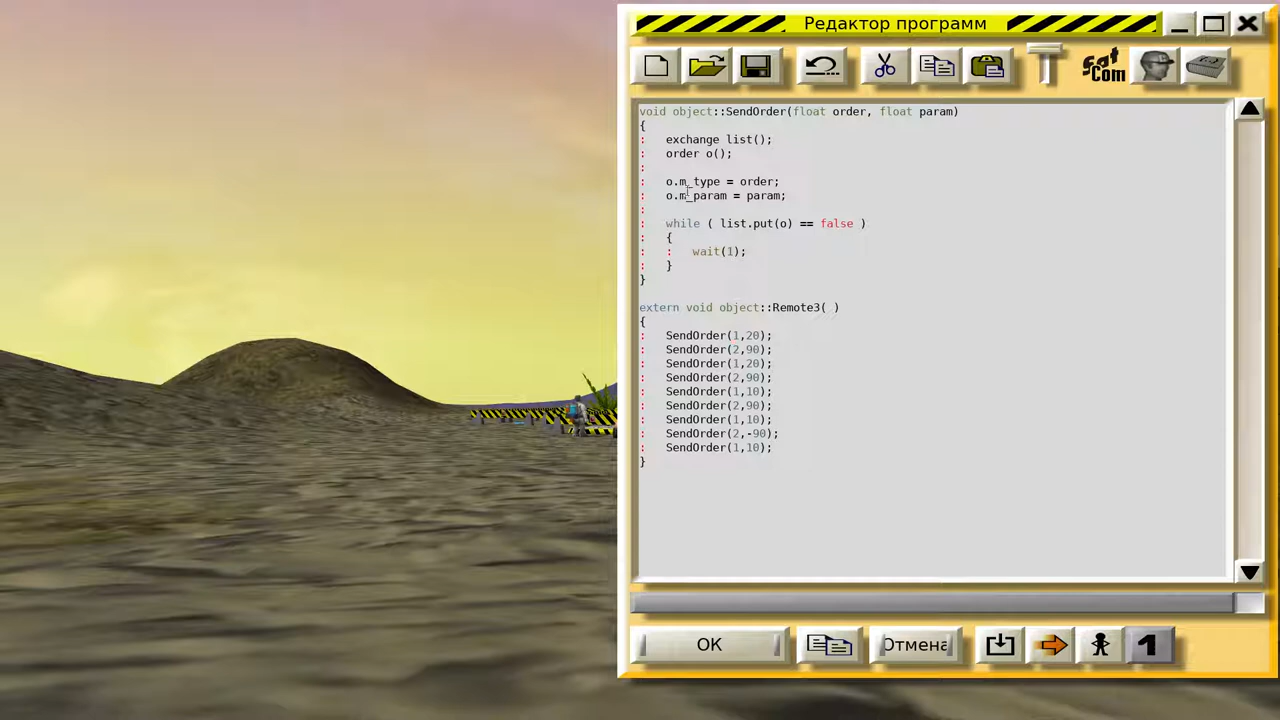 Редактор программ
Sat
Com
void object::SendOrder(float order, float param)
{
:   exchange list();
:   order o();
:
:   o.m_type = order;
:   o.m_param = param;
:
:   while ( list.put(o) == false )
:   {
:   :   wait(1);
:   }
}
extern void object::Remote3( )
{
:   SendOrder(1,20);
:   SendOrder(2,90);
:   SendOrder(1,20);
:   SendOrder(2,90);
:   SendOrder(1,10);
:   SendOrder(2,90);
:   SendOrder(1,10);
:   SendOrder(2,-90);
:   SendOrder(1,10);
}
OK
Отмена
1